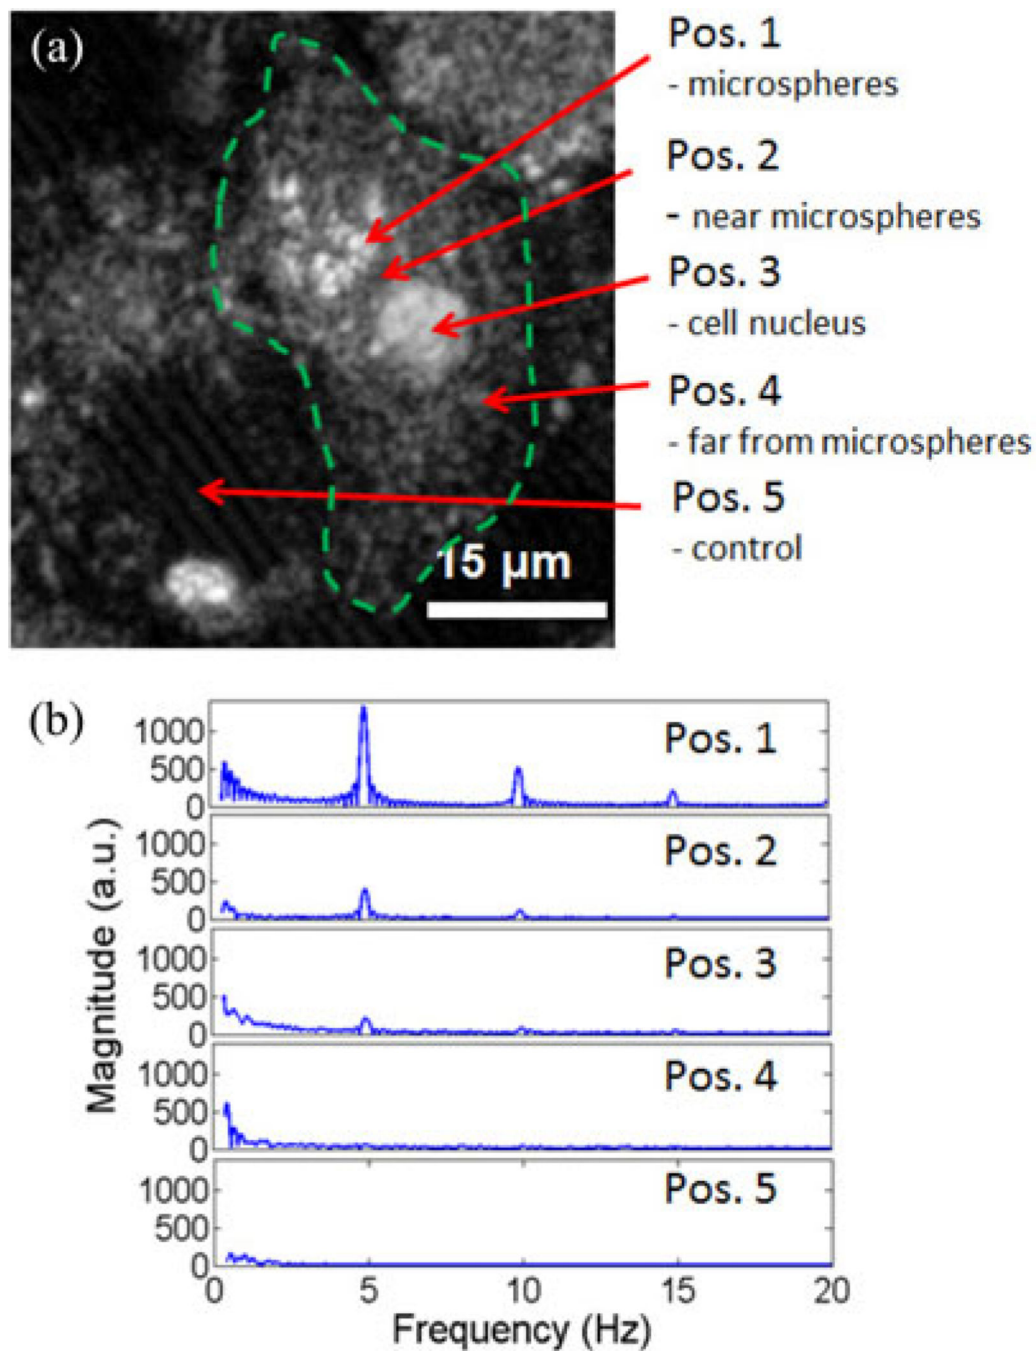 (a)
Pos. 1
- microspheres
Pos. 2
- near microspheres
Pos. 3
- cell nucleus
Pos. 4
- far from microspheres
Pos. 5
- control
15 µm
(b)
Magnitude (a.u.)
1000
500
0
Pos. 1
1000
500
0
Pos. 2
1000
500
0
Pos. 3
1000
500
0
Pos. 4
1000
500
0
Pos. 5
0 5 10 15 20
Frequency (Hz)